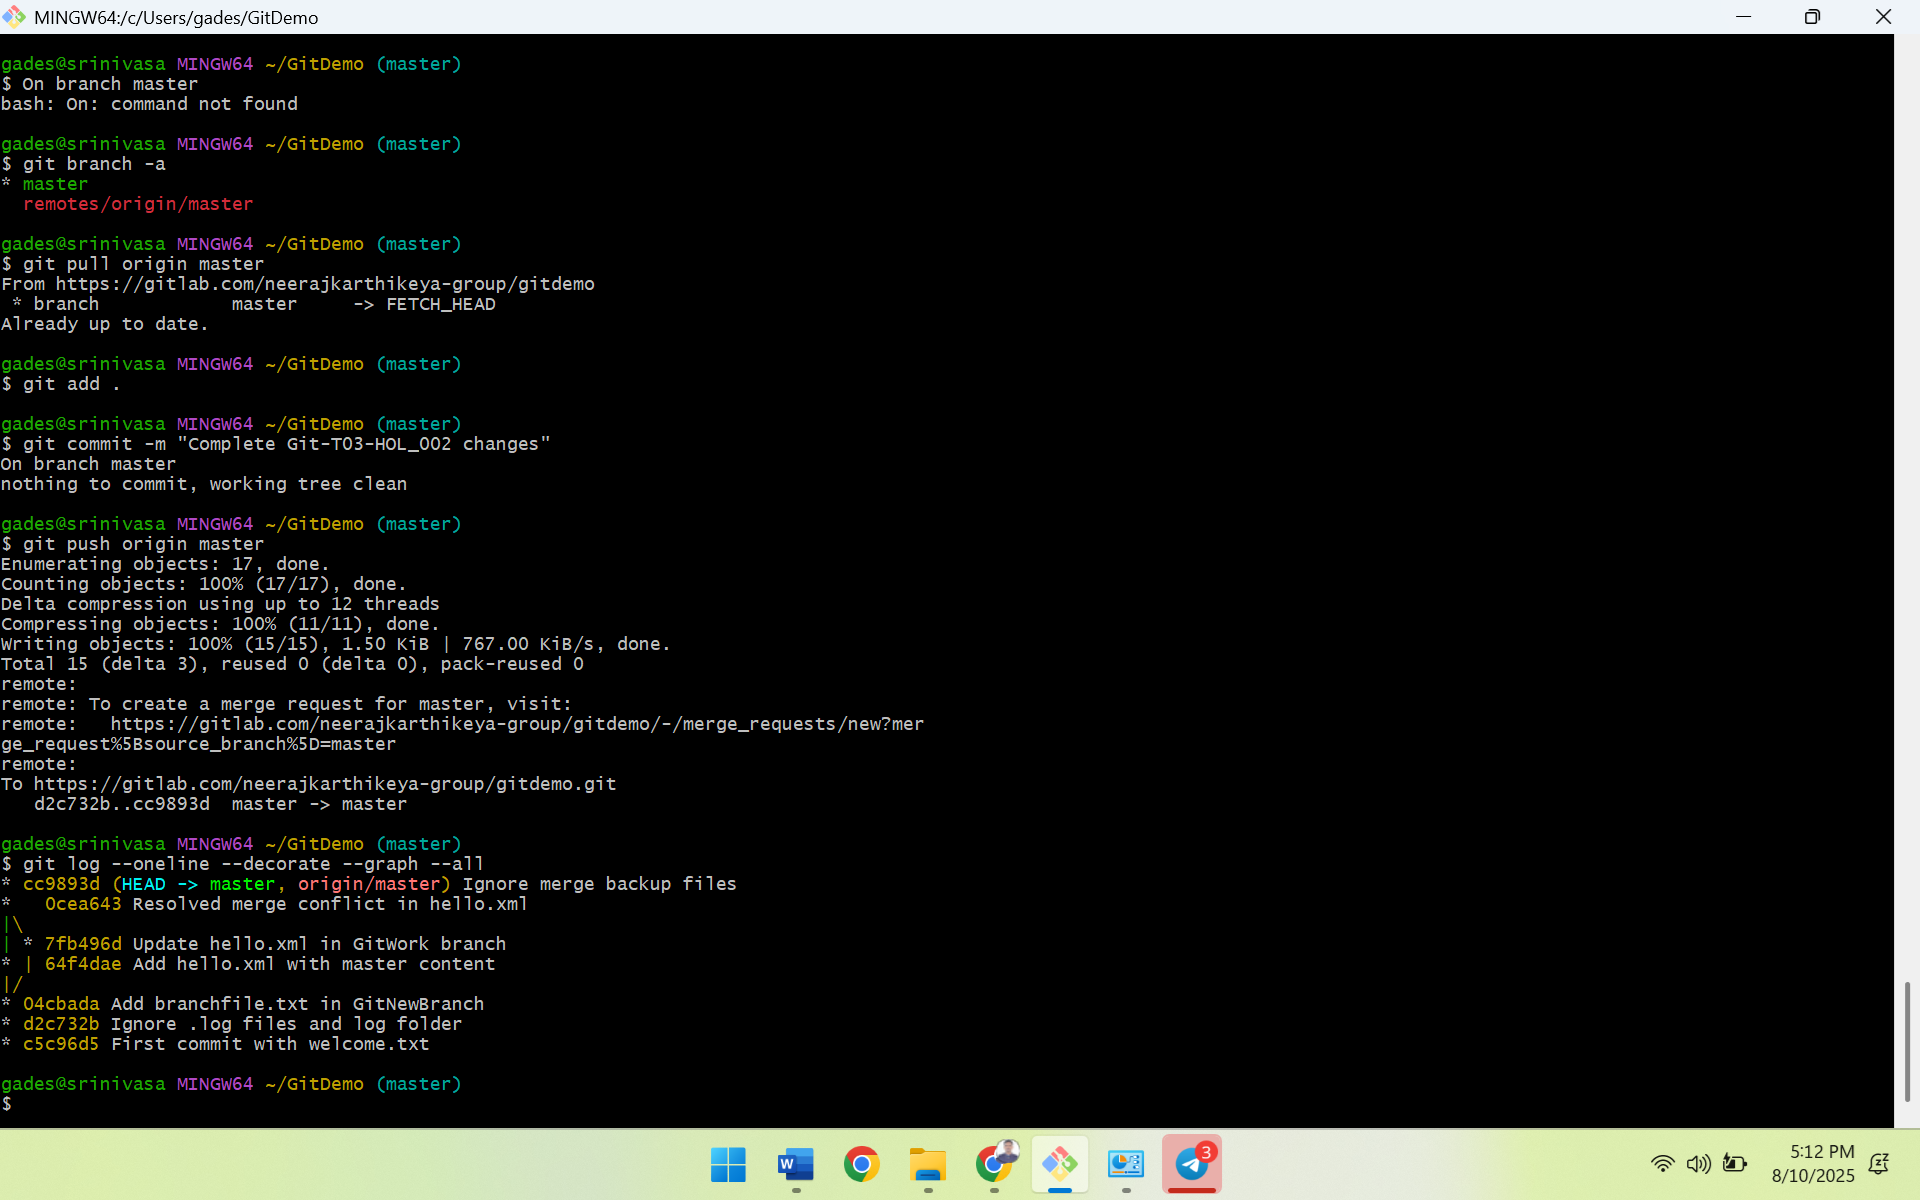 MINGW64:/c/Users/gades/GitDemo
gades@srinivasa MINGW64 ~/GitDemo (master)
$ On branch master
bash: On: command not found
gades@srinivasa MINGW64 ~/GitDemo (master)
$ git branch -a
* master
  remotes/origin/master
gades@srinivasa MINGW64 ~/GitDemo (master)
$ git pull origin master
From https://gitlab.com/neerajkarthikeya-group/gitdemo
 * branch            master     -> FETCH_HEAD
Already up to date.
gades@srinivasa MINGW64 ~/GitDemo (master)
$ git add .
gades@srinivasa MINGW64 ~/GitDemo (master)
$ git commit -m "Complete Git-T03-HOL_002 changes"
On branch master
nothing to commit, working tree clean
gades@srinivasa MINGW64 ~/GitDemo (master)
$ git push origin master
Enumerating objects: 17, done.
Counting objects: 100% (17/17), done.
Delta compression using up to 12 threads
Compressing objects: 100% (11/11), done.
Writing objects: 100% (15/15), 1.50 KiB | 767.00 KiB/s, done.
Total 15 (delta 3), reused 0 (delta 0), pack-reused 0
remote:
remote: To create a merge request for master, visit:
remote:   https://gitlab.com/neerajkarthikeya-group/gitdemo/-/merge_requests/new?mer
ge_request%5Bsource_branch%5D=master
remote:
To https://gitlab.com/neerajkarthikeya-group/gitdemo.git
   d2c732b..cc9893d  master -> master
gades@srinivasa MINGW64 ~/GitDemo (master)
$ git log --oneline --decorate --graph --all
* cc9893d (HEAD -> master, origin/master) Ignore merge backup files
*   0cea643 Resolved merge conflict in hello.xml
|\
| * 7fb496d Update hello.xml in GitWork branch
* | 64f4dae Add hello.xml with master content
|/
* 04cbada Add branchfile.txt in GitNewBranch
* d2c732b Ignore .log files and log folder
* c5c96d5 First commit with welcome.txt
gades@srinivasa MINGW64 ~/GitDemo (master)
$
W
3
5:12 PM
8/10/2025